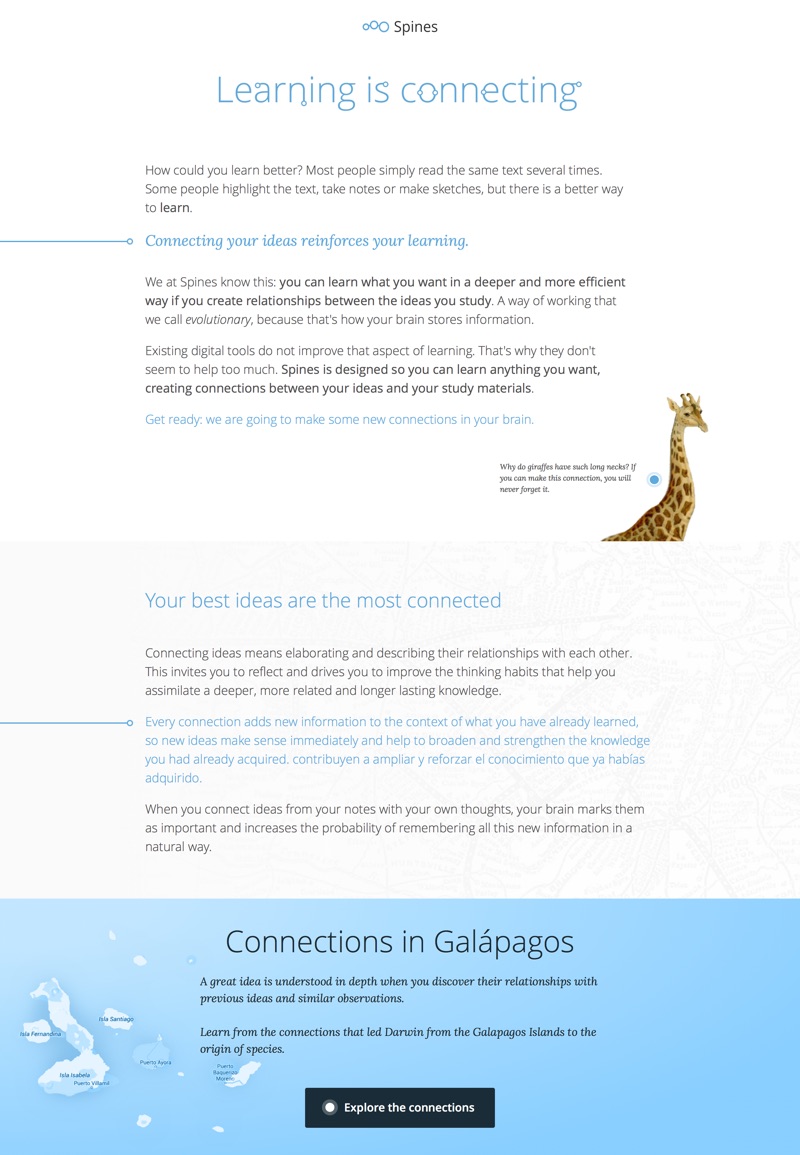 Spines
Learning is connecting
How could you learn better? Most people simply read the same text several times.
Some people highlight the text, take notes or make sketches, but there is a better way
to learn.
Connecting your ideas reinforces your learning.
We at Spines know this: you can learn what you want in a deeper and more efficient
way if you create relationships between the ideas you study. A way of working that
we call evolutionary, because that's how your brain stores information.
Existing digital tools do not improve that aspect of learning. That's why they don't
seem to help too much. Spines is designed so you can learn anything you want,
creating connections between your ideas and your study materials.
Get ready: we are going to make some new connections in your brain.
Why do giraffes have such long necks? If
you can make this connection, you will
never forget it.
Your best ideas are the most connected
Connecting ideas means elaborating and describing their relationships with each other.
This invites you to reflect and drives you to improve the thinking habits that help you
assimilate a deeper, more related and longer lasting knowledge.
Every connection adds new information to the context of what you have already learned,
so new ideas make sense immediately and help to broaden and strengthen the knowledge
you had already acquired. contribuyen a ampliar y reforzar el conocimiento que ya habías
adquirido.
When you connect ideas from your notes with your own thoughts, your brain marks them
as important and increases the probability of remembering all this new information in a
natural way.
Connections in Galápagos
A great idea is understood in depth when you discover their relationships with
previous ideas and similar observations.
Learn from the connections that led Darwin from the Galapagos Islands to the
origin of species.
Isla Santiago
Isla Fernandina
Puerto Ayora
Puerto
Baquerizo
Moreno
Isla Isabela
Puerto Villamil
Explore the connections